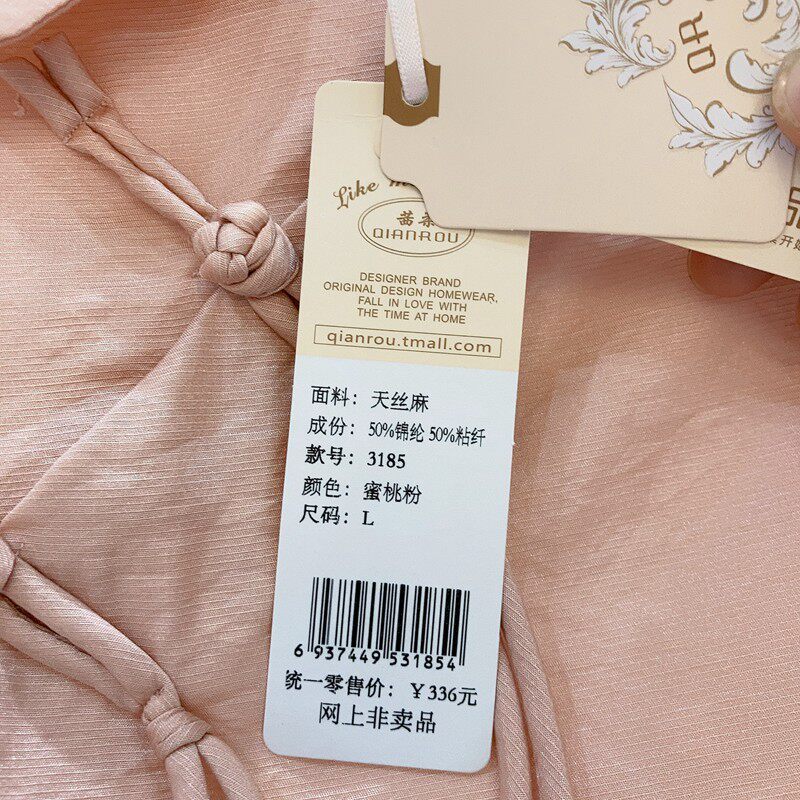 QR
Like
茜柔
QIANROU
DESIGNER BRAND
ORIGINAL DESIGN HOMEWEAR,
FALL IN LOVE WITH
THE TIME AT HOME
qianrou.tmall.com
面料：天丝麻
成份：50%锦纶 50%粘纤
款号：3185
颜色：蜜桃粉
尺码：L
6 937449 531854
统一零售价：￥336元
网上非卖品